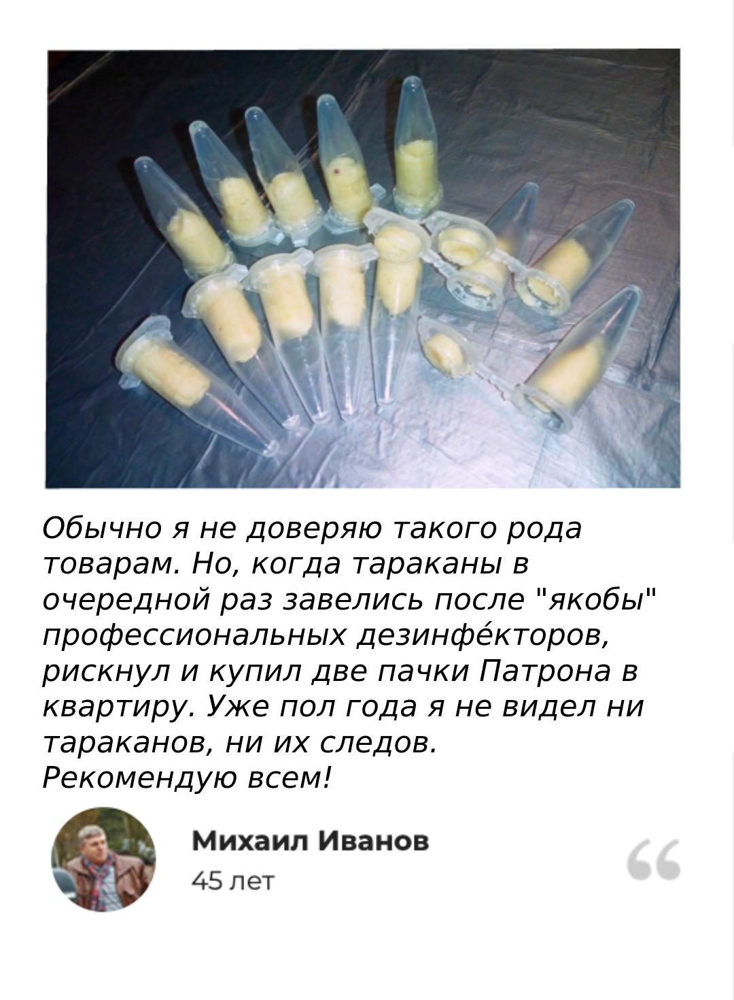 Обычно я не доверяю такого рода
товарам. Но, когда тараканы в
очередной раз завелись после "якобы"
профессиональных дезинфе́кторов,
рискнул и купил две пачки Патрона в
квартиру. Уже пол года я не видел ни
тараканов, ни их следов.
Рекомендую всем!
Михаил Иванов
45 лет